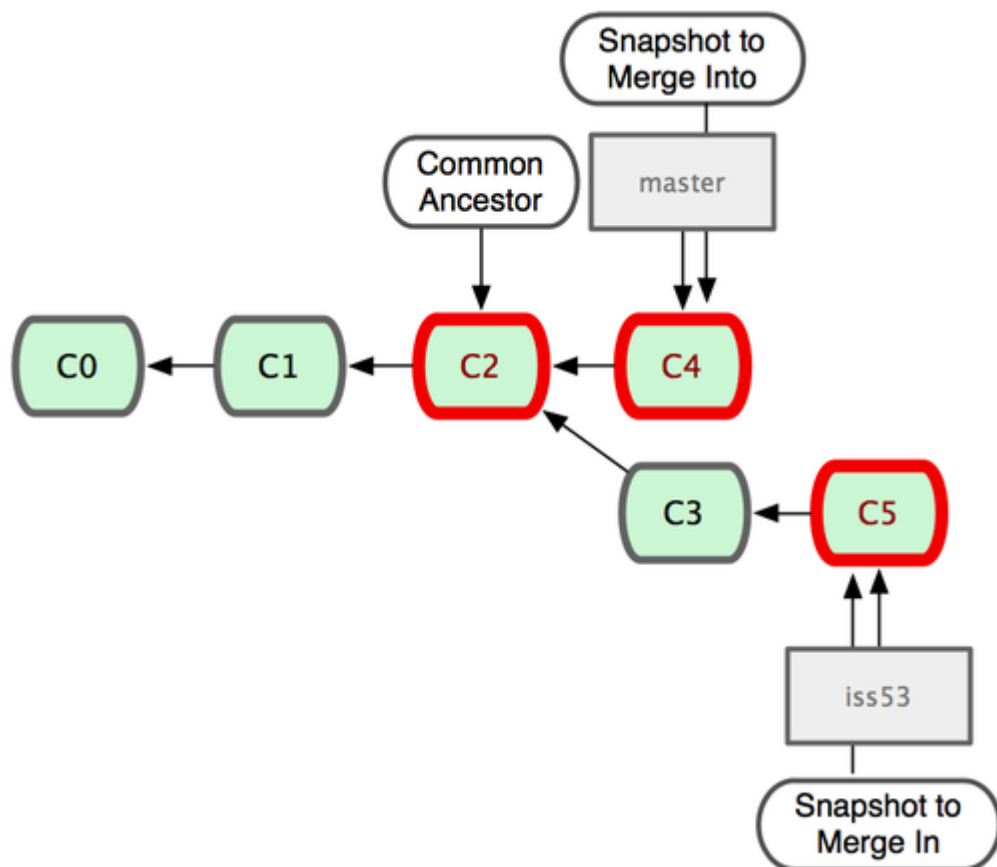 Snapshot to
Merge Into
Common
Ancestor
master
C0
C1
C2
C4
C3
C5
iss53
Snapshot to
Merge In